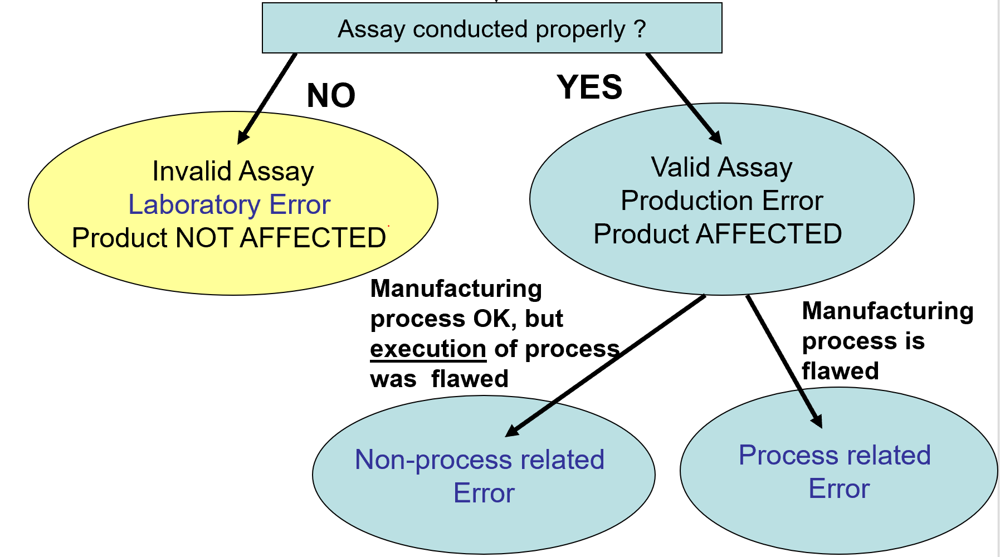 Assay conducted properly ?
NO
YES
Invalid Assay
Laboratory Error
Product NOT AFFECTED
Valid Assay
Production Error
Product AFFECTED
Manufacturing
process OK, but
execution of process
was  flawed
Manufacturing
process is
flawed
Non-process related
Error
Process related
Error